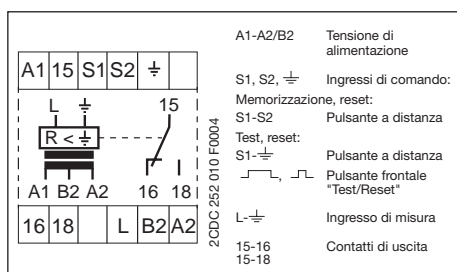 A1 15 S1 S2 ⏚
L ⏚ 15
R < ⏚
A1 B2 A2 16 18
16 18 L B2 A2
2CDC 252 010 F0004
A1-A2/B2 Tensione di
alimentazione
S1, S2, ⏚ Ingressi di comando:
Memorizzazione, reset:
S1-S2 Pulsante a distanza
Test, reset:
S1-⏚ Pulsante a distanza
, Pulsante frontale
"Test/Reset"
L-⏚ Ingresso di misura
15-16 Contatti di uscita
15-18